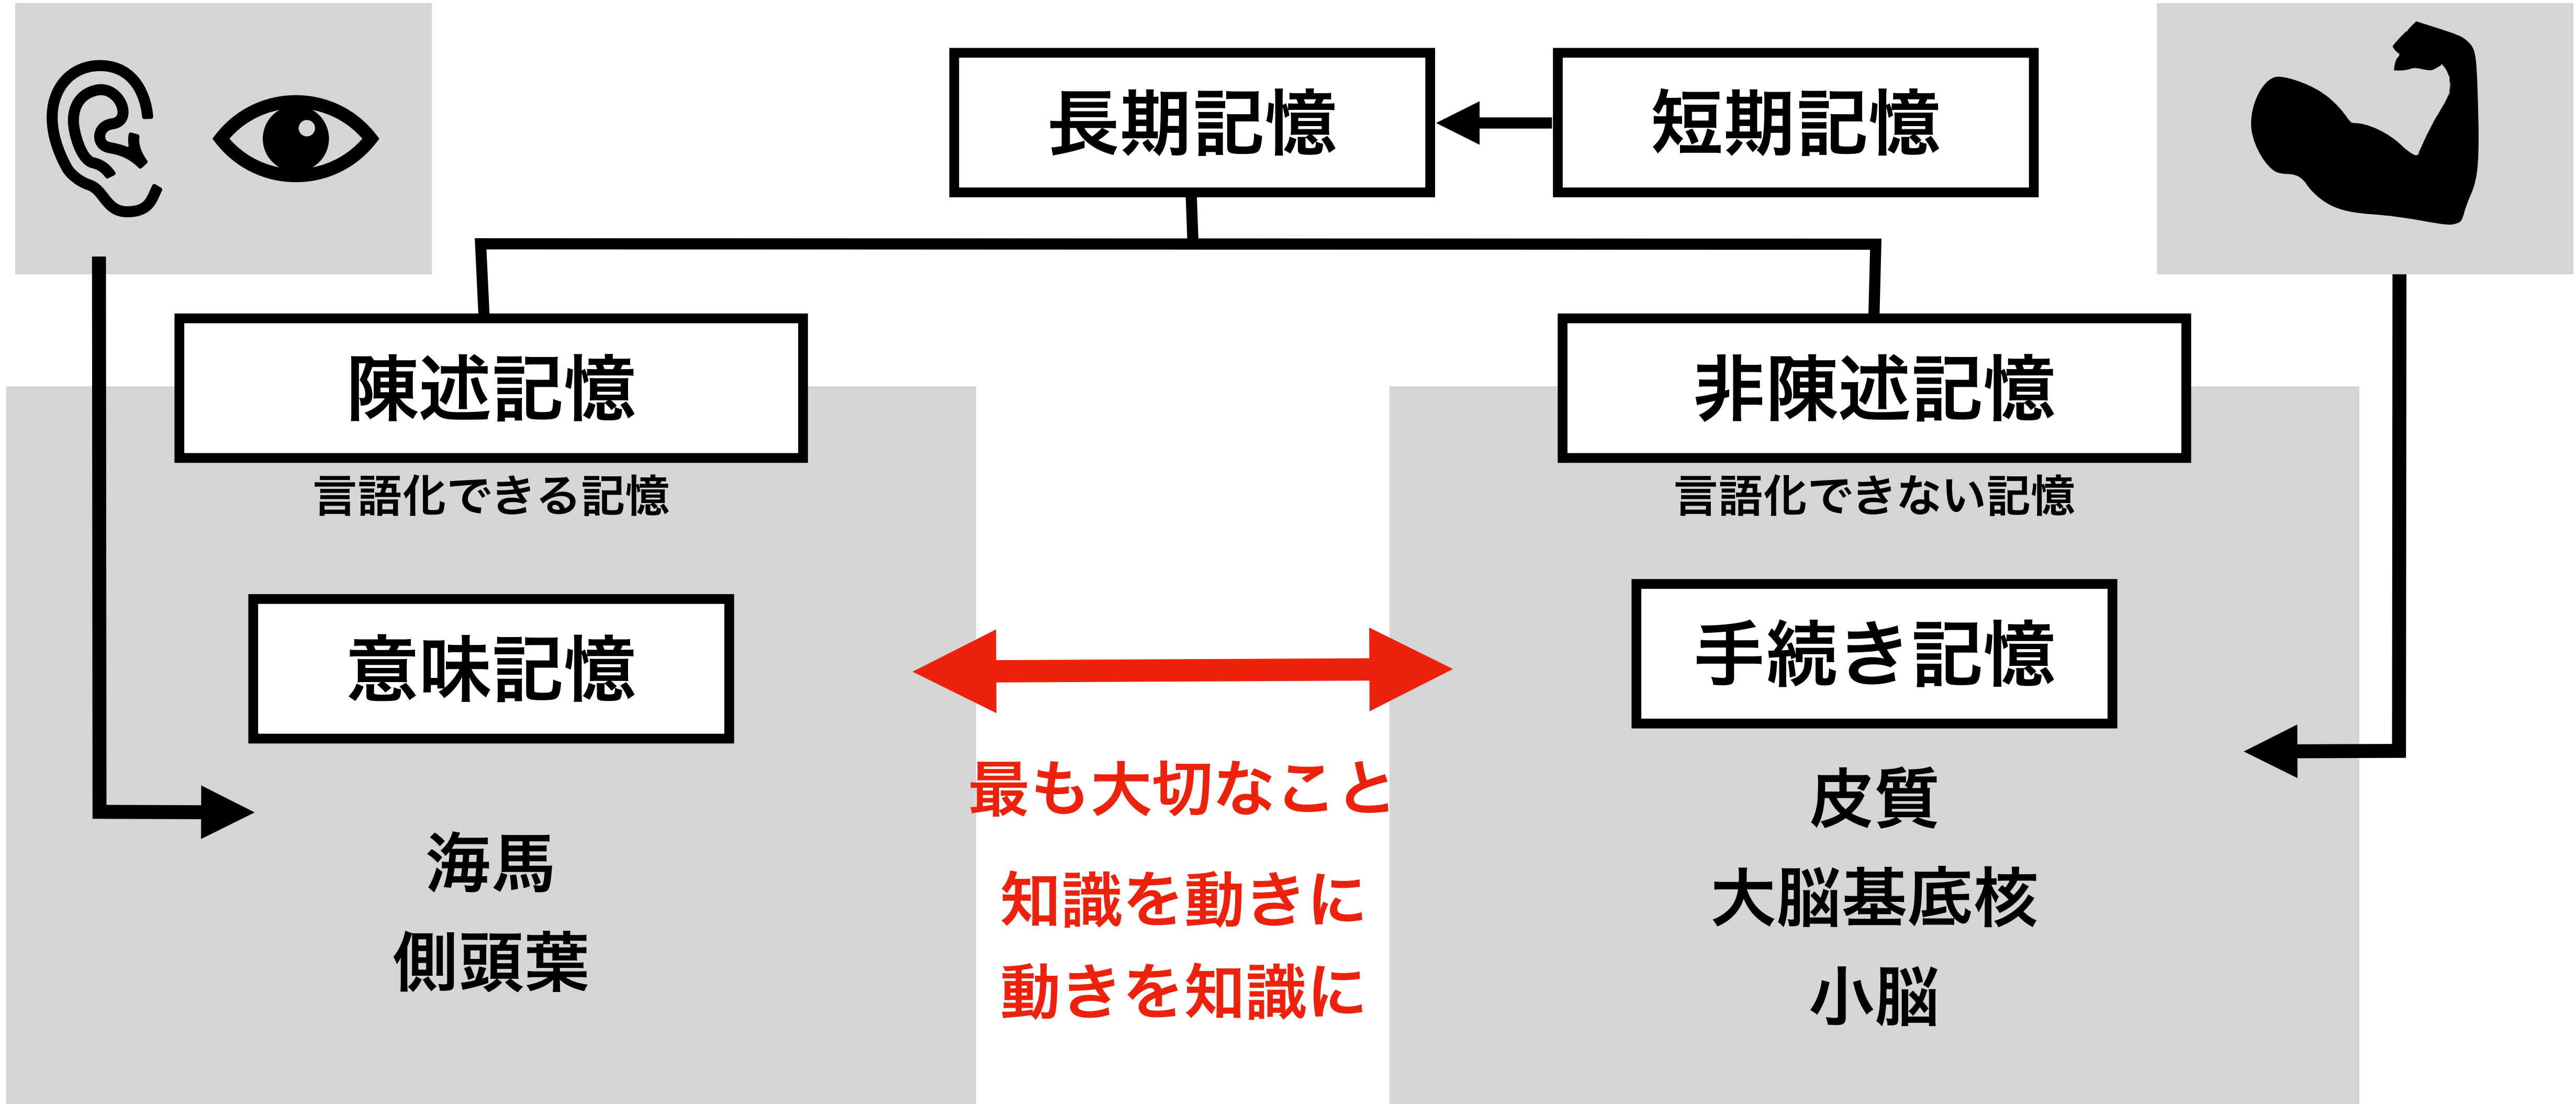 長期記憶
短期記憶
陳述記憶
言語化できる記憶
非陳述記憶
言語化できない記憶
意味記憶
海馬
側頭葉
手続き記憶
皮質
大脳基底核
小脳
最も大切なこと
知識を動きに
動きを知識に